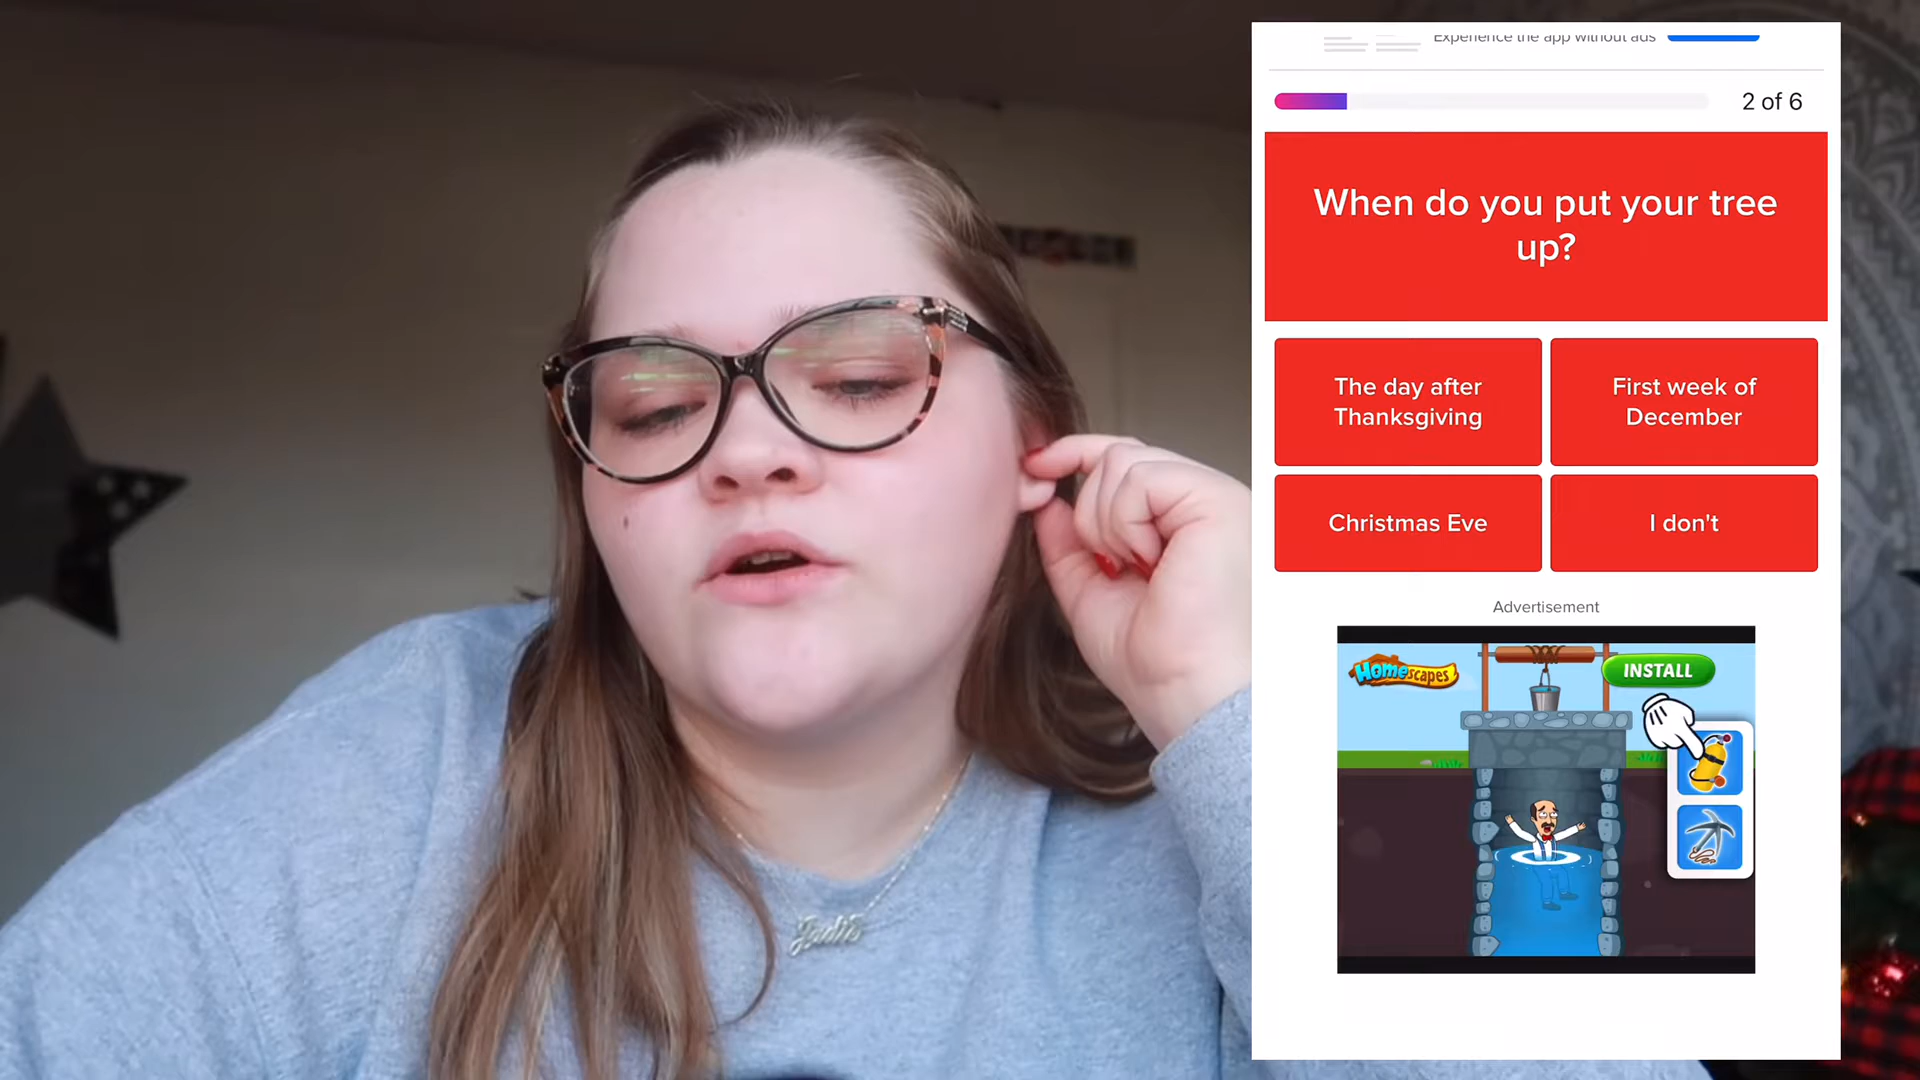 Experience the app without ads
2 of 6
When do you put your tree
up?
The day after
Thanksgiving
First week of
December
Christmas Eve
I don't
Advertisement
Homescapes
INSTALL
Jodie